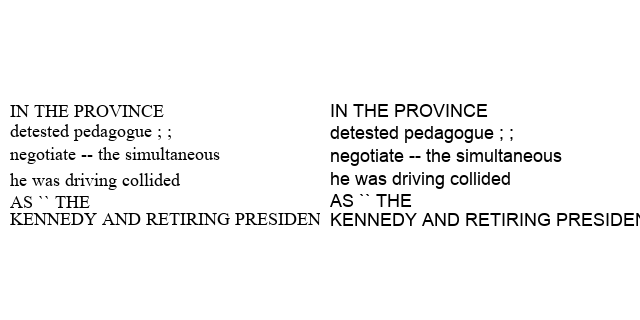 IN THE PROVINCE
detested pedagogue ; ;
negotiate -- the simultaneous
he was driving collided
AS `` THE
KENNEDY AND RETIRING PRESIDEN
IN THE PROVINCE
detested pedagogue ; ;
negotiate -- the simultaneous
he was driving collided
AS `` THE
KENNEDY AND RETIRING PRESIDEN